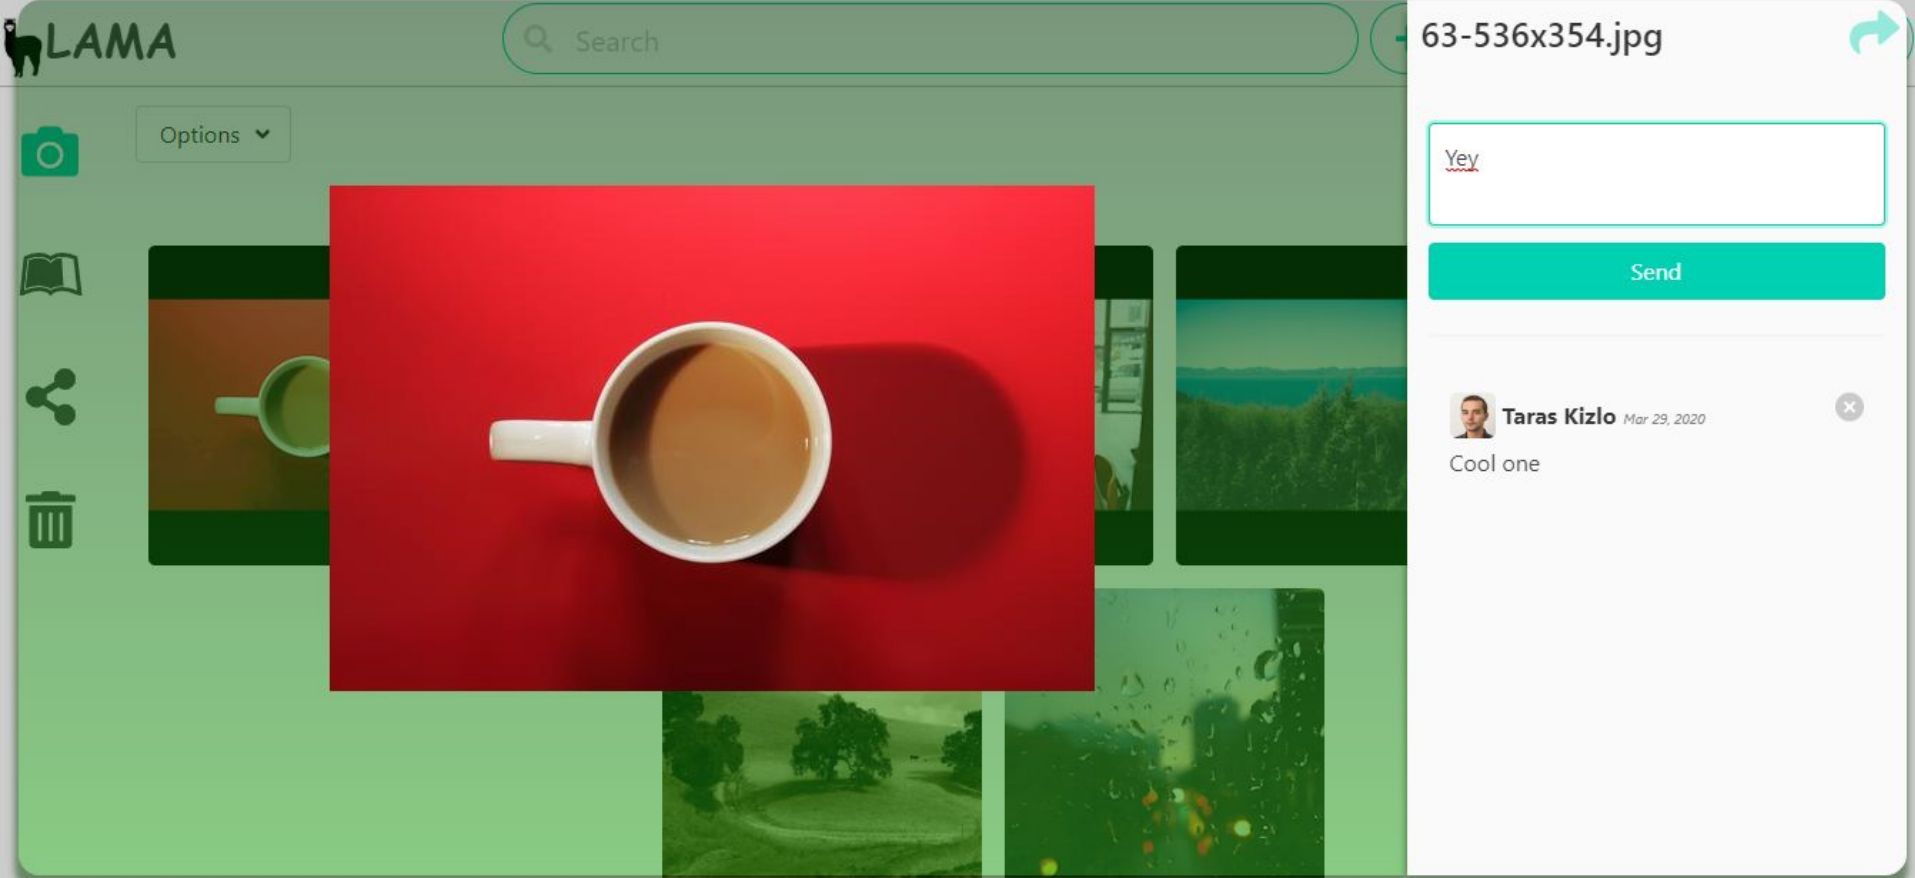 LAMA
Search
Options
63-536x354.jpg
Yey
Send
Taras Kizlo Mar 29, 2020
Cool one